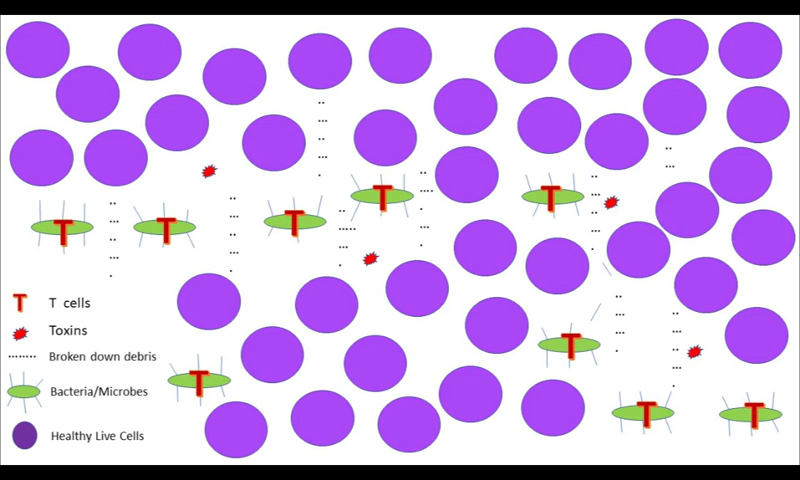 T cells
Toxins
Broken down debris
Bacteria/Microbes
Healthy Live Cells